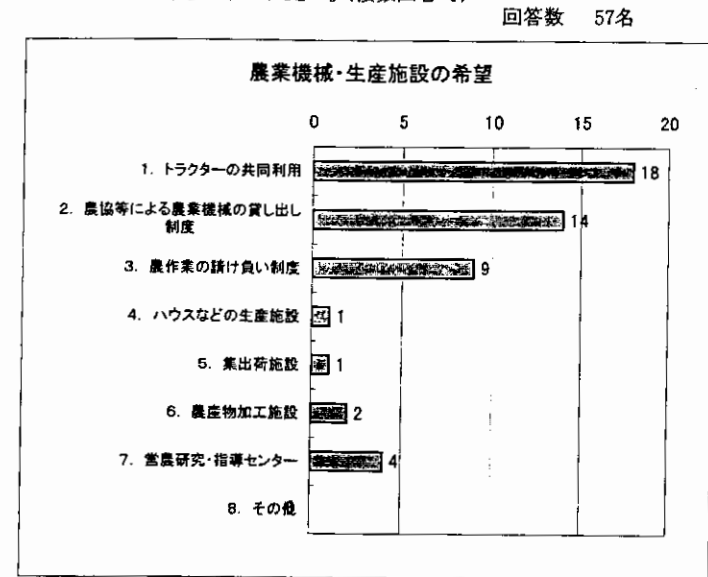 回答数　57名
農業機械・生産施設の希望
0 5 10 15 20
1. トラクターの共同利用 18
2. 農協等による農業機械の貸し出し
制度 14
3. 農作業の請け負い制度 9
4. ハウスなどの生産施設 1
5. 集出荷施設 1
6. 農産物加工施設 2
7. 営農研究・指導センター 4
8. その他